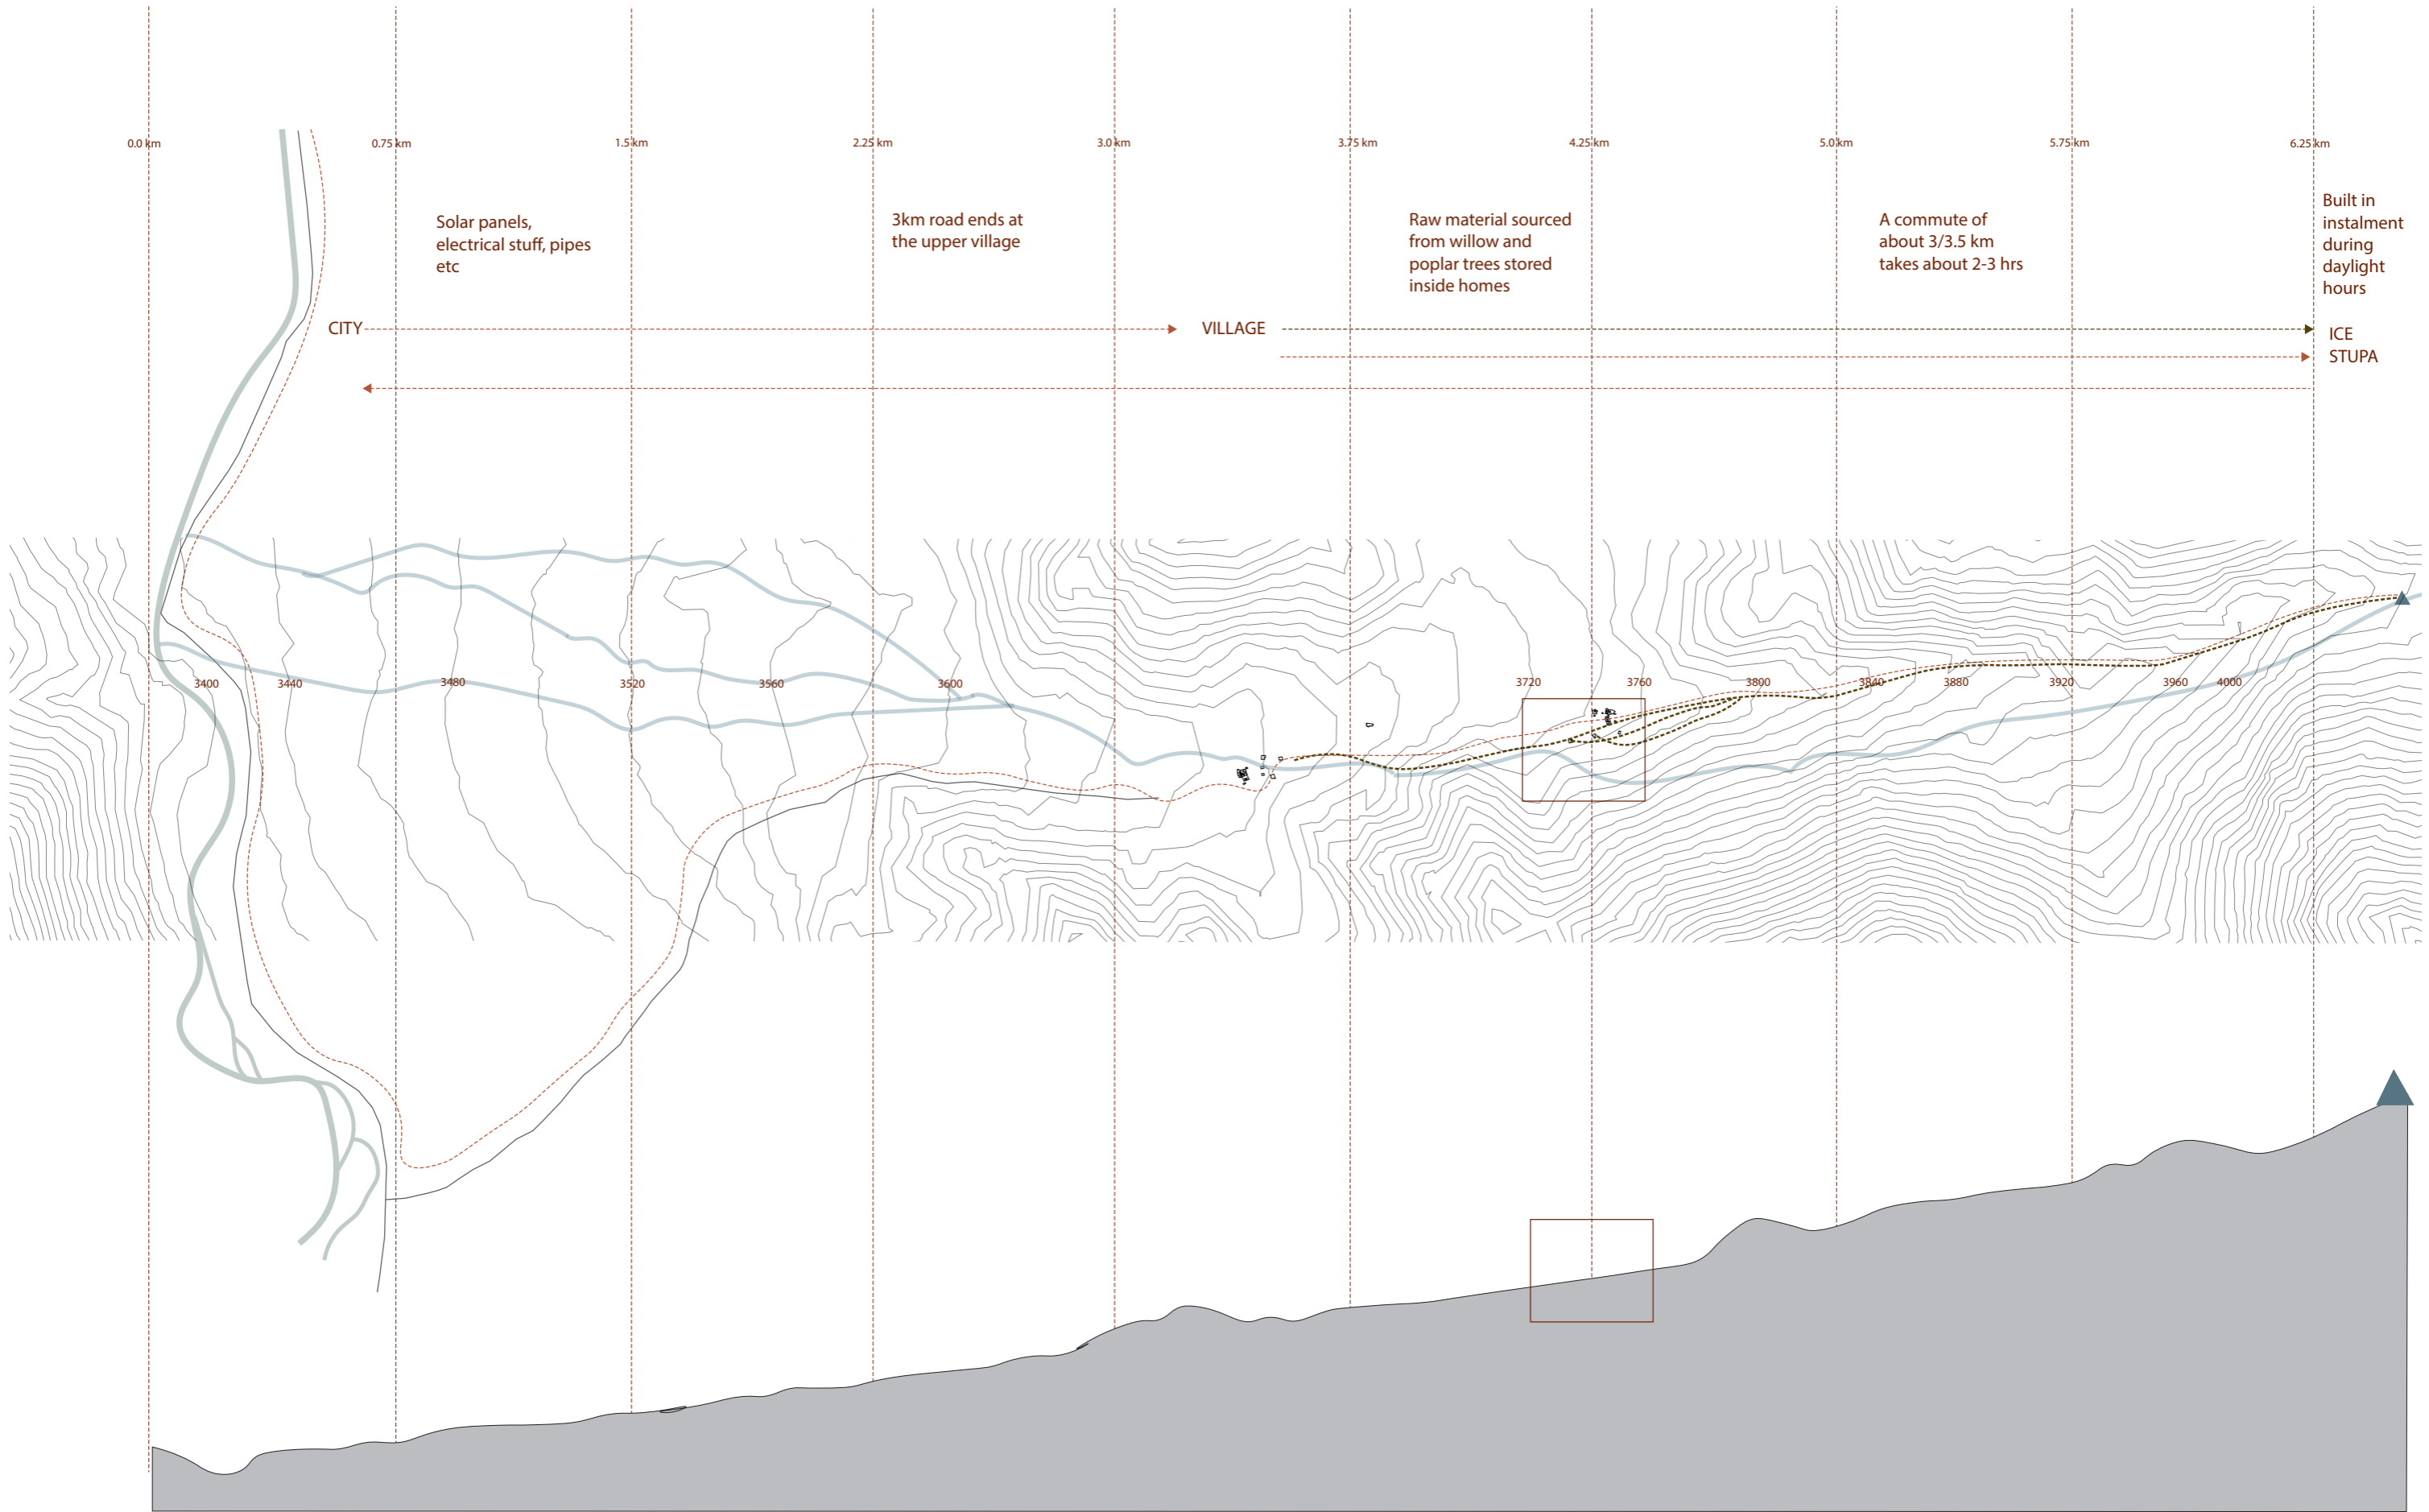 0.0 km
0.75 km
1.5 km
2.25 km
3.0 km
3.75 km
4.25 km
5.0 km
5.75 km
6.25 km
Solar panels,
electrical stuff, pipes
etc
3km road ends at
the upper village
Raw material sourced
from willow and
poplar trees stored
inside homes
A commute of
about 3/3.5 km
takes about 2-3 hrs
Built in
instalment
during
daylight
hours
CITY
VILLAGE
ICE
STUPA
3400
3440
3480
3520
3560
3600
3720
3760
3800
3840
3880
3920
3960
4000